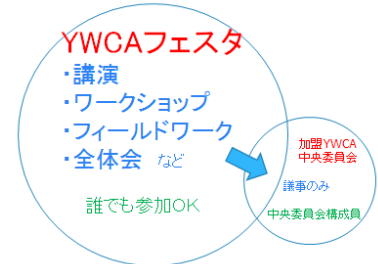 YWCAフェスタ
・講演
・ワークショップ
・フィールドワーク
・全体会 など
誰でも参加OK
加盟YWCA
中央委員会
議事のみ
中央委員会構成員